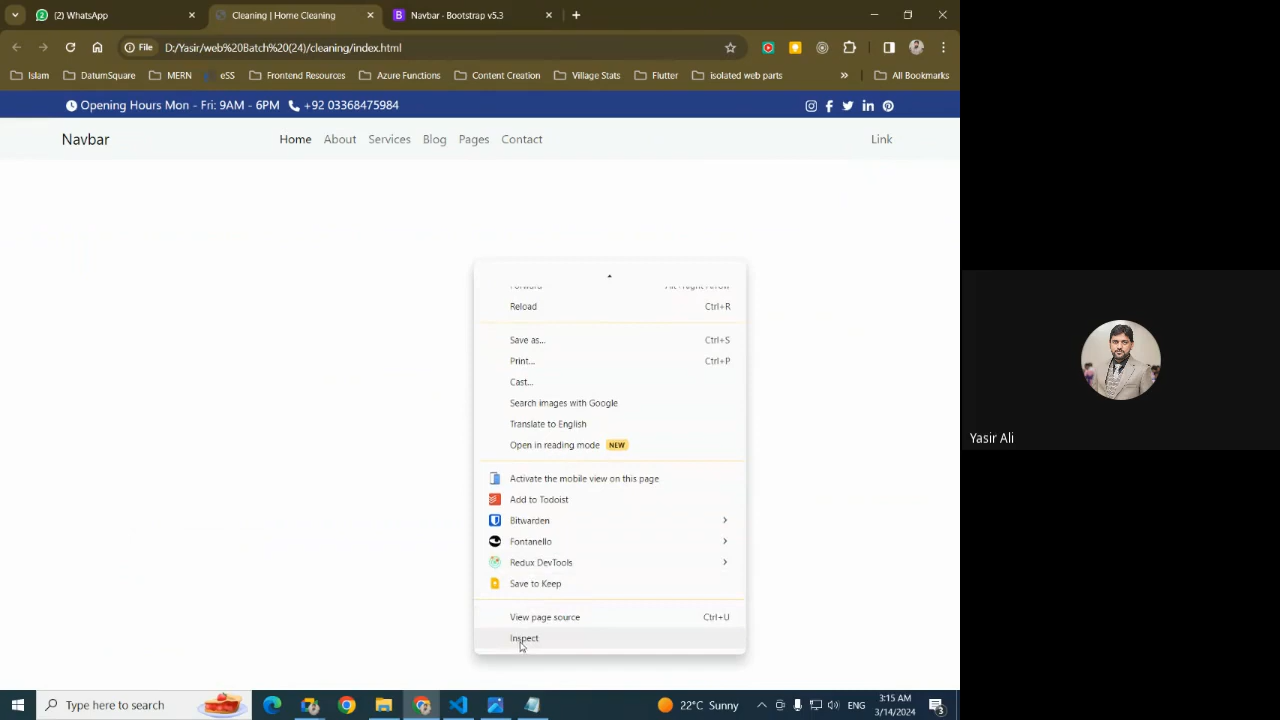 (2) WhatsApp
Cleaning | Home Cleaning
Navbar - Bootstrap v5.3
File D:/Yasir/web%20Batch%20(24)/cleaning/index.html
Islam DatumSquare MERN eSS Frontend Resources Azure Functions Content Creation Village Stats Flutter isolated web parts » All Bookmarks
Opening Hours Mon - Fri: 9AM - 6PM +92 03368475984
Navbar Home About Services Blog Pages Contact Link
Forward Alt+Right Arrow
Reload Ctrl+R
Save as... Ctrl+S
Print... Ctrl+P
Cast...
Search images with Google
Translate to English
Open in reading mode NEW
Activate the mobile view on this page
Add to Todoist
Bitwarden
Fontanello
Redux DevTools
Save to Keep
View page source Ctrl+U
Inspect
Yasir Ali
Type here to search
22°C Sunny
ENG
3:15 AM
3/14/2024
3